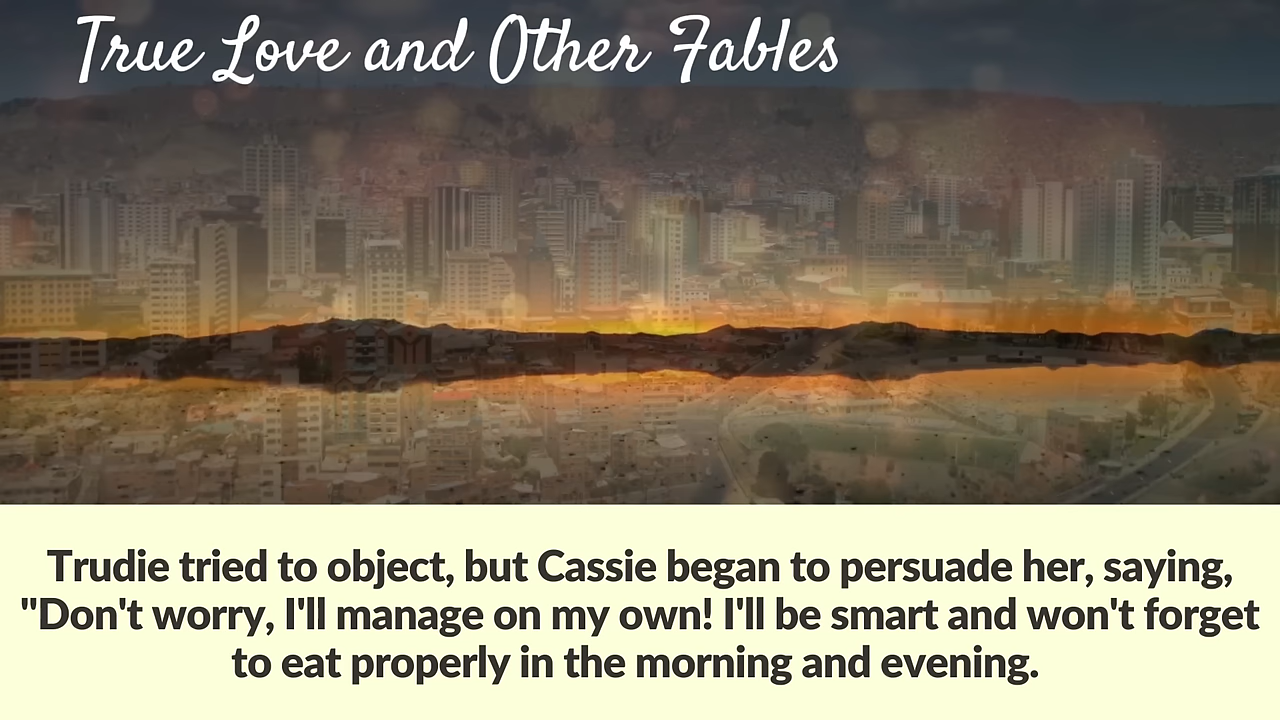 True Love and Other Fables
Trudie tried to object, but Cassie began to persuade her, saying,
"Don't worry, I'll manage on my own! I'll be smart and won't forget
to eat properly in the morning and evening.